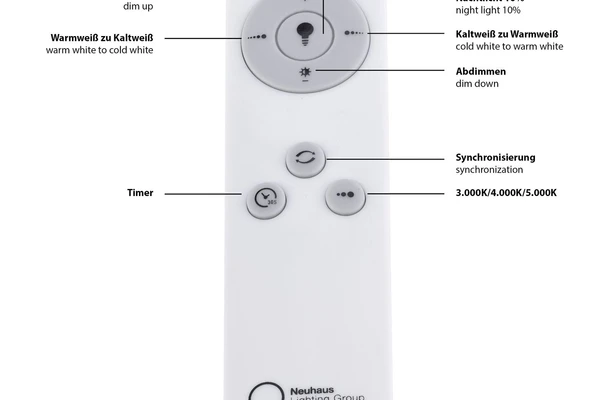 dim up
night light 10%
Warmweiß zu Kaltweiß
warm white to cold white
Kaltweiß zu Warmweiß
cold white to warm white
Abdimmen
dim down
Synchronisierung
synchronization
Timer
3.000K/4.000K/5.000K
Neuhaus
Lighting Group